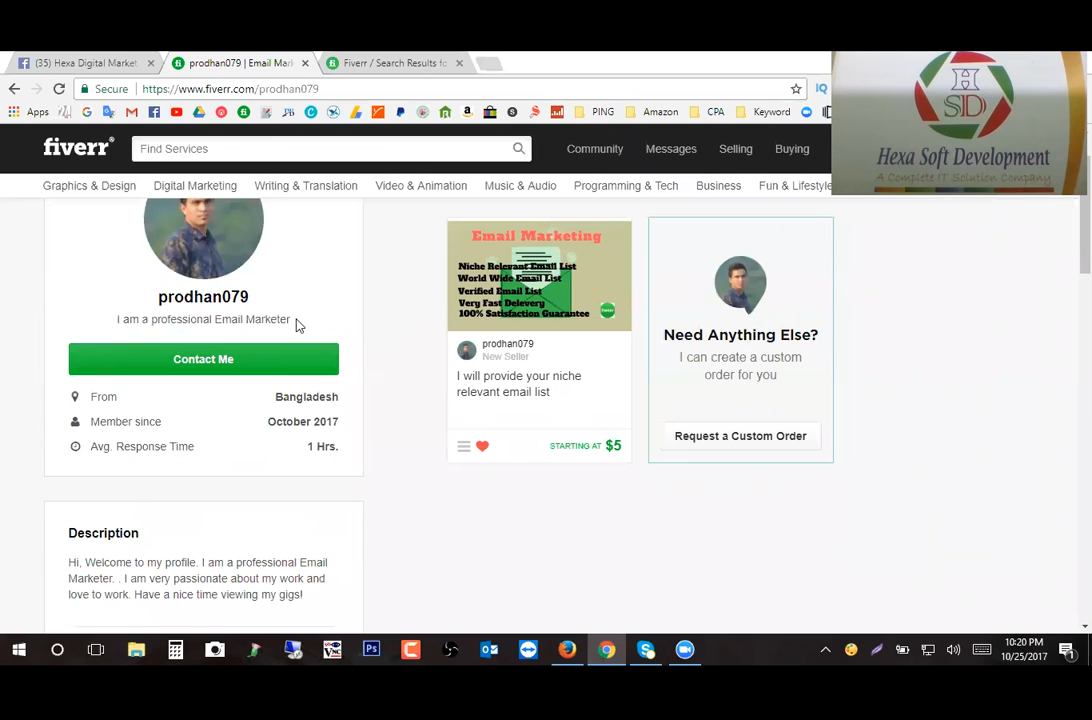 (35) Hexa Digital Market
prodhan079 | Email Mark
Fiverr / Search Results fo
Secure
https://www.fiverr.com/prodhan079
Apps
PING
Amazon
CPA
Keyword
HSD
Hexa Soft Development
A Complete IT Solution Company
fiverr
Find Services
Community
Messages
Selling
Buying
Graphics & Design
Digital Marketing
Writing & Translation
Video & Animation
Music & Audio
Programming & Tech
Business
Fun & Lifestyle
prodhan079
I am a professional Email Marketer
Contact Me
From Bangladesh
Member since October 2017
Avg. Response Time 1 Hrs.
Description
Hi, Welcome to my profile. I am a professional Email
Marketer. . I am very passionate about my work and
love to work. Have a nice time viewing my gigs!
Email Marketing
Niche Relevant Email List
World Wide Email List
Verified Email List
Very Fast Delevery
100% Satisfaction Guarantee
prodhan079
New Seller
I will provide your niche
relevant email list
STARTING AT $5
Need Anything Else?
I can create a custom
order for you
Request a Custom Order
10:20 PM
10/25/2017